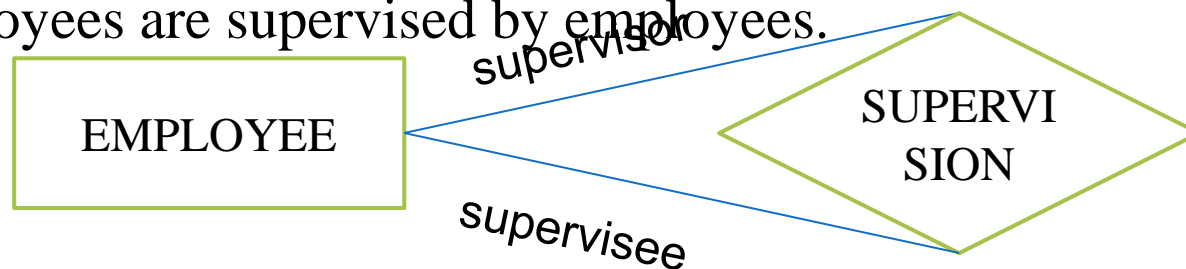 oyees are supervised by employees.
supervisor
EMPLOYEE
SUPERVI
SION
supervisee